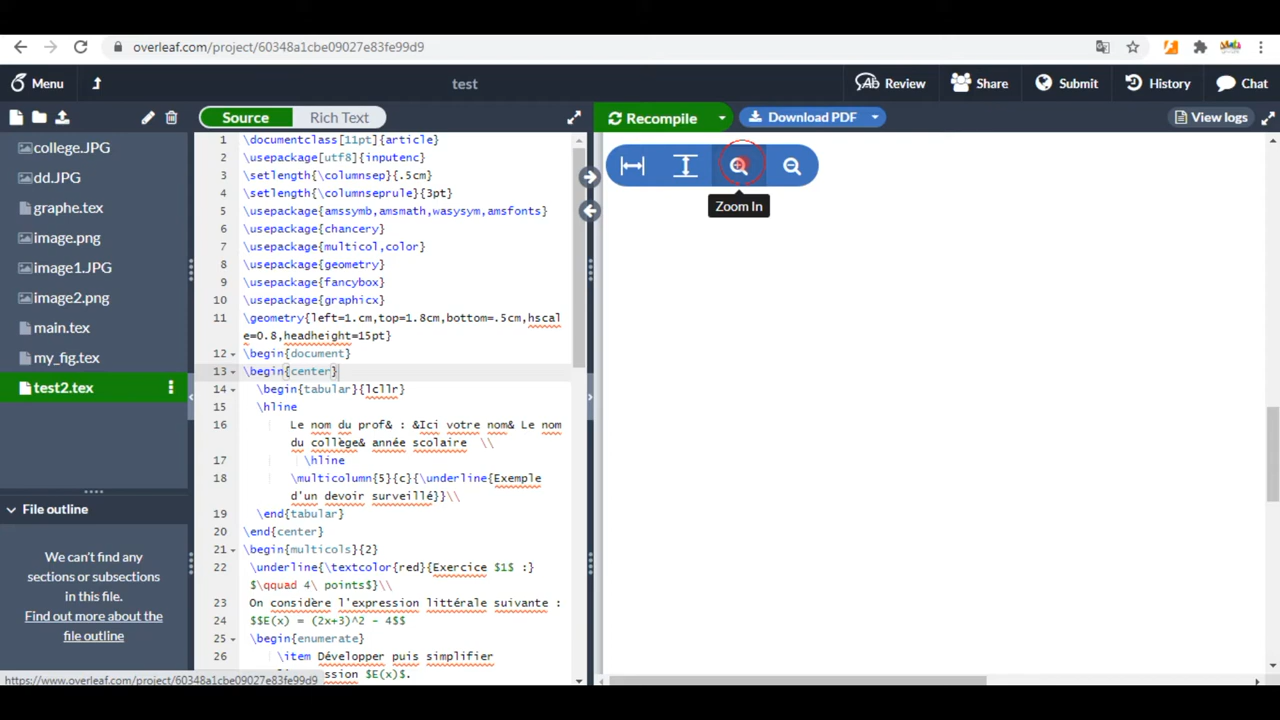 overleaf.com/project/60348a1cbe09027e83fe99d9
Menu
test
Review
Share
Submit
History
Chat
Source
Rich Text
Recompile
Download PDF
View logs
college.JPG
dd.JPG
graphe.tex
image.png
image1.JPG
image2.png
main.tex
my_fig.tex
test2.tex
File outline
We can't find any
sections or subsections
in this file.
Find out more about the
file outline
1 \documentclass[11pt]{article}
2 \usepackage[utf8]{inputenc}
3 \setlength{\columnsep}{.5cm}
4 \setlength{\columnseprule}{3pt}
5 \usepackage{amssymb,amsmath,wasysym,amsfonts}
6 \usepackage{chancery}
7 \usepackage{multicol,color}
8 \usepackage{geometry}
9 \usepackage{fancybox}
10 \usepackage{graphicx}
11 \geometry{left=1.cm,top=1.8cm,bottom=.5cm,hscal
e=0.8,headheight=15pt}
12 \begin{document}
13 \begin{center}
14 \begin{tabular}{lcllr}
15 \hline
16 Le nom du prof& : &Ici votre nom& Le nom
du collège& année scolaire \\
17 \hline
18 \multicolumn{5}{c}{\underline{Exemple
d'un devoir surveillé}}\\
19 \end{tabular}
20 \end{center}
21 \begin{multicols}{2}
22 \underline{\textcolor{red}{Exercice $1$ :}
$\qquad 4\ points$}\\
23 On considère l'expression littérale suivante :
24 $$E(x) = (2x+3)^2 - 4$$
25 \begin{enumerate}
26 \item Développer puis simplifier
$E(x)$.
Zoom In
https://www.overleaf.com/project/60348a1cbe09027e83fe99d9